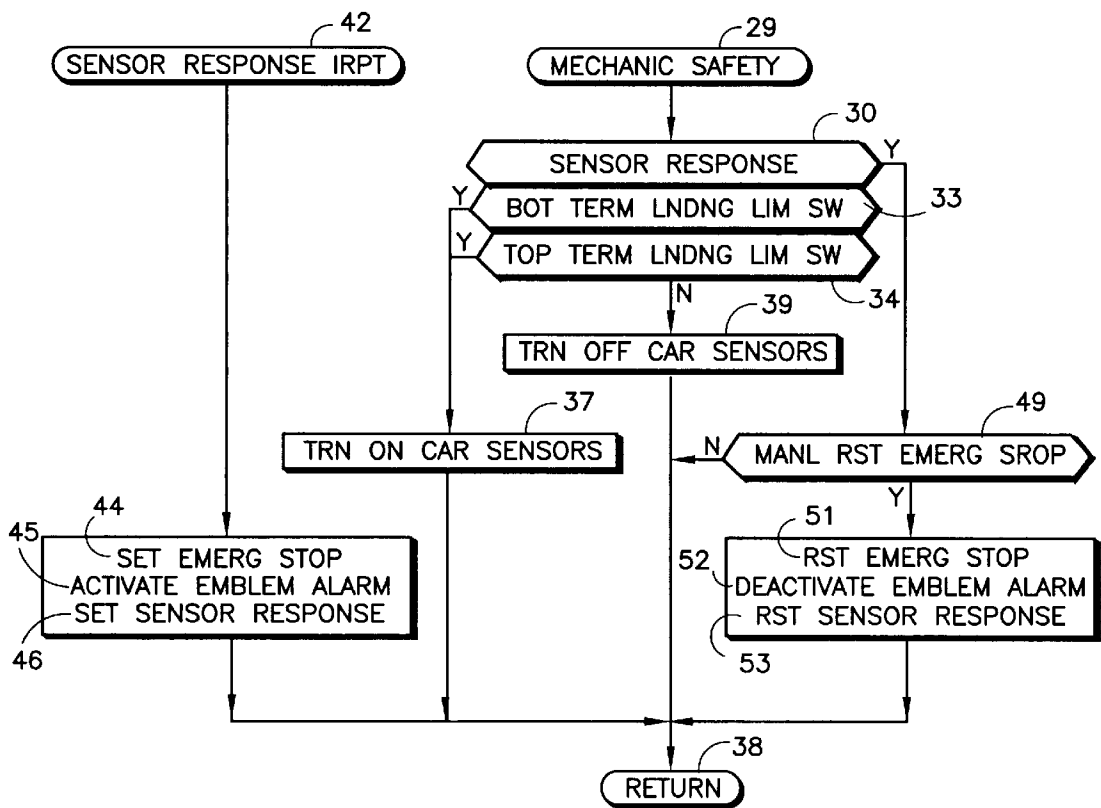 42
SENSOR RESPONSE IRPT
29
MECHANIC SAFETY
30
SENSOR RESPONSE
Y
Y
BOT TERM LNDNG LIM SW
33
Y
TOP TERM LNDNG LIM SW
N
34
39
TRN OFF CAR SENSORS
37
TRN ON CAR SENSORS
49
N
MANL RST EMERG SROP
Y
44
SET EMERG STOP
45
ACTIVATE EMBLEM ALARM
SET SENSOR RESPONSE
46
51
RST EMERG STOP
52
DEACTIVATE EMBLEM ALARM
RST SENSOR RESPONSE
53
38
RETURN